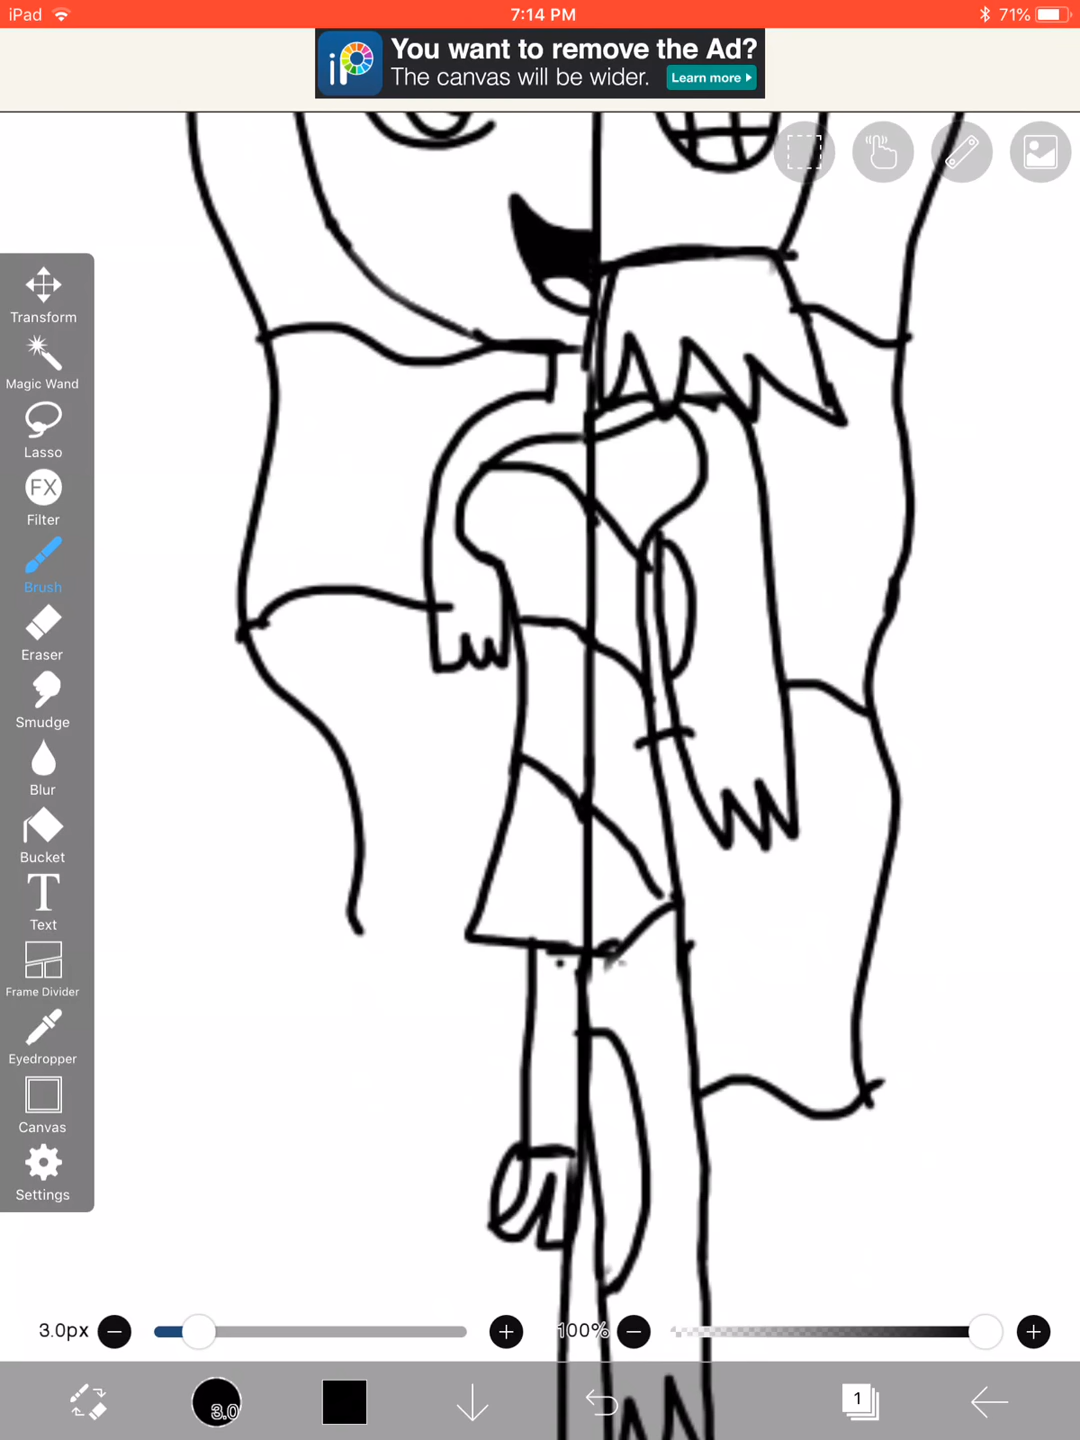 iPad
7:14 PM
71%
iP
You want to remove the Ad?
The canvas will be wider.
Learn more
Transform
Magic Wand
Lasso
FX
Filter
Brush
Eraser
Smudge
Blur
Bucket
T
Text
Frame Divider
Eyedropper
Canvas
Settings
3.0px
100%
3.0
1